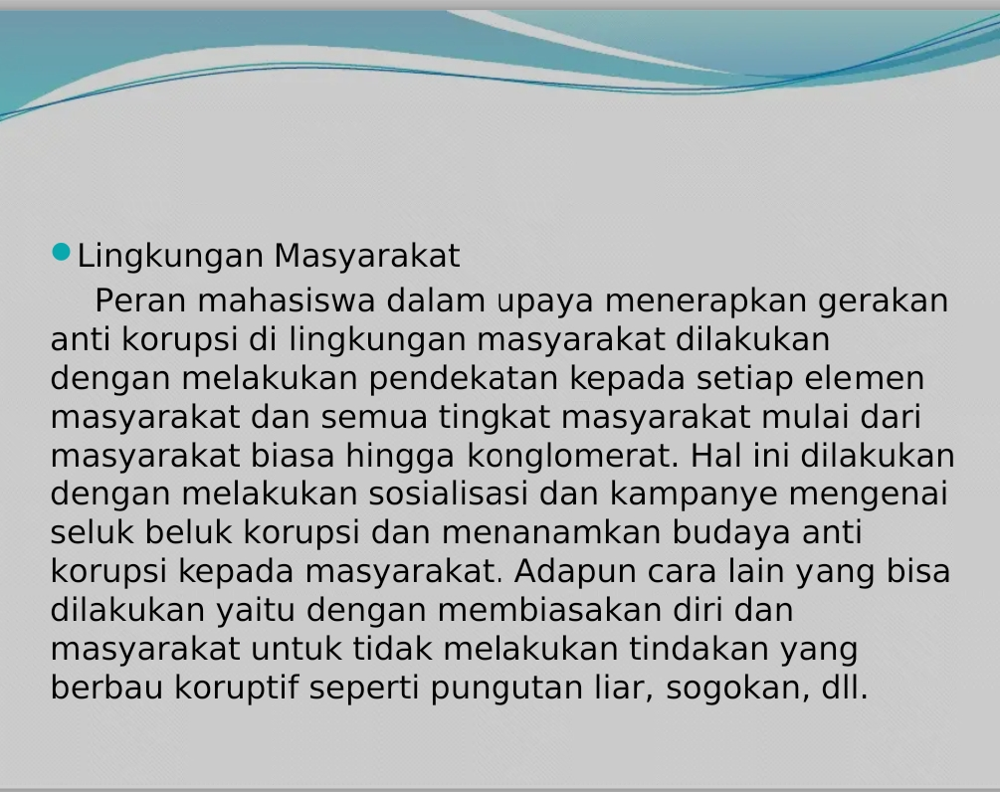 Lingkungan Masyarakat
Peran mahasiswa dalam upaya menerapkan gerakan
anti korupsi di lingkungan masyarakat dilakukan
dengan melakukan pendekatan kepada setiap elemen
masyarakat dan semua tingkat masyarakat mulai dari
masyarakat biasa hingga konglomerat. Hal ini dilakukan
dengan melakukan sosialisasi dan kampanye mengenai
seluk beluk korupsi dan menanamkan budaya anti
korupsi kepada masyarakat. Adapun cara lain yang bisa
dilakukan yaitu dengan membiasakan diri dan
masyarakat untuk tidak melakukan tindakan yang
berbau koruptif seperti pungutan liar, sogokan, dll.